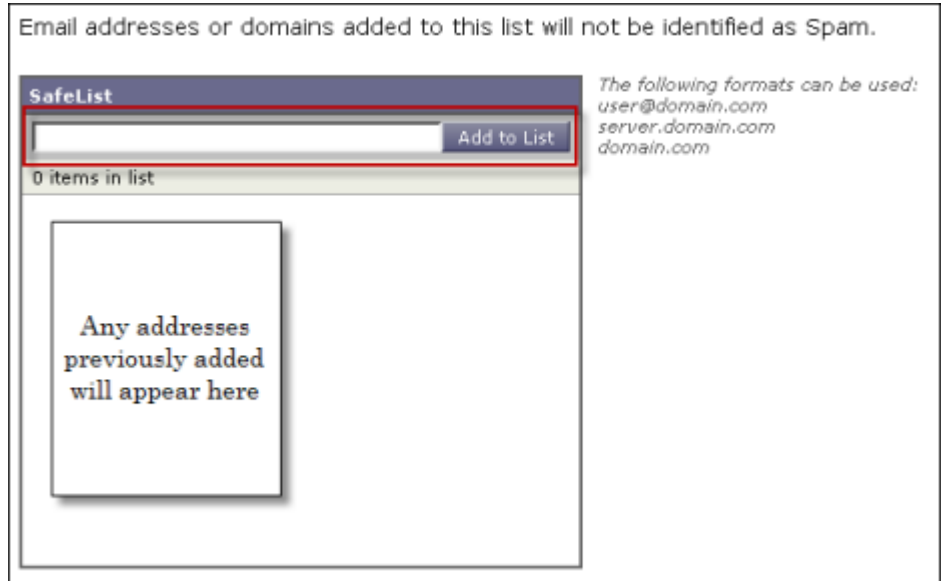 Email addresses or domains added to this list will not be identified as Spam.
SafeList
Add to List
0 items in list
Any addresses
previously added
will appear here
The following formats can be used:
user@domain.com
server.domain.com
domain.com